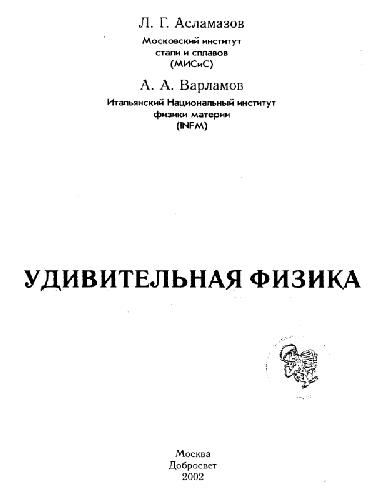 Л. Г. Асламазов
Московский институт
стали и сплавов
(МИСиС)
А. А. Варламов
Итальянский Национальный институт
физики материи
(INFM)
УДИВИТЕЛЬНАЯ ФИЗИКА
Москва
Добросвет
2002